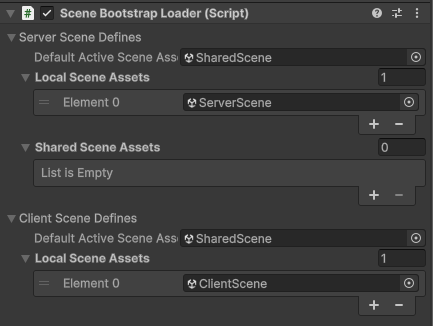 Scene Bootstrap Loader (Script)
Server Scene Defines
Default Active Scene Ass
SharedScene
Local Scene Assets
1
Element 0
ServerScene
Shared Scene Assets
0
List is Empty
Client Scene Defines
Default Active Scene Ass
SharedScene
Local Scene Assets
1
Element 0
ClientScene